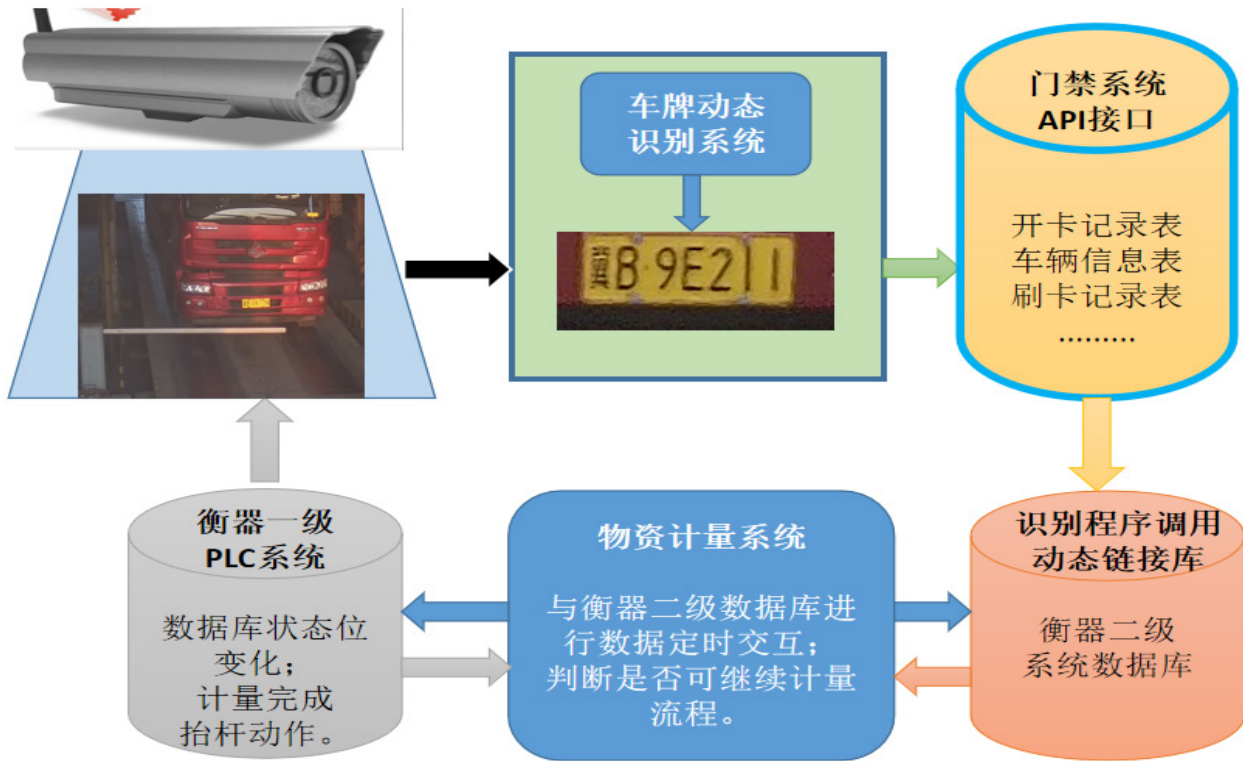 车牌动态
识别系统
冀B·9E211
门禁系统
API接口
开卡记录表
车辆信息表
刷卡记录表
………
衡器一级
PLC系统
数据库状态位
变化；
计量完成
抬杆动作。
物资计量系统
与衡器二级数据库进
行数据定时交互；
判断是否可继续计量
流程。
识别程序调用
动态链接库
衡器二级
系统数据库